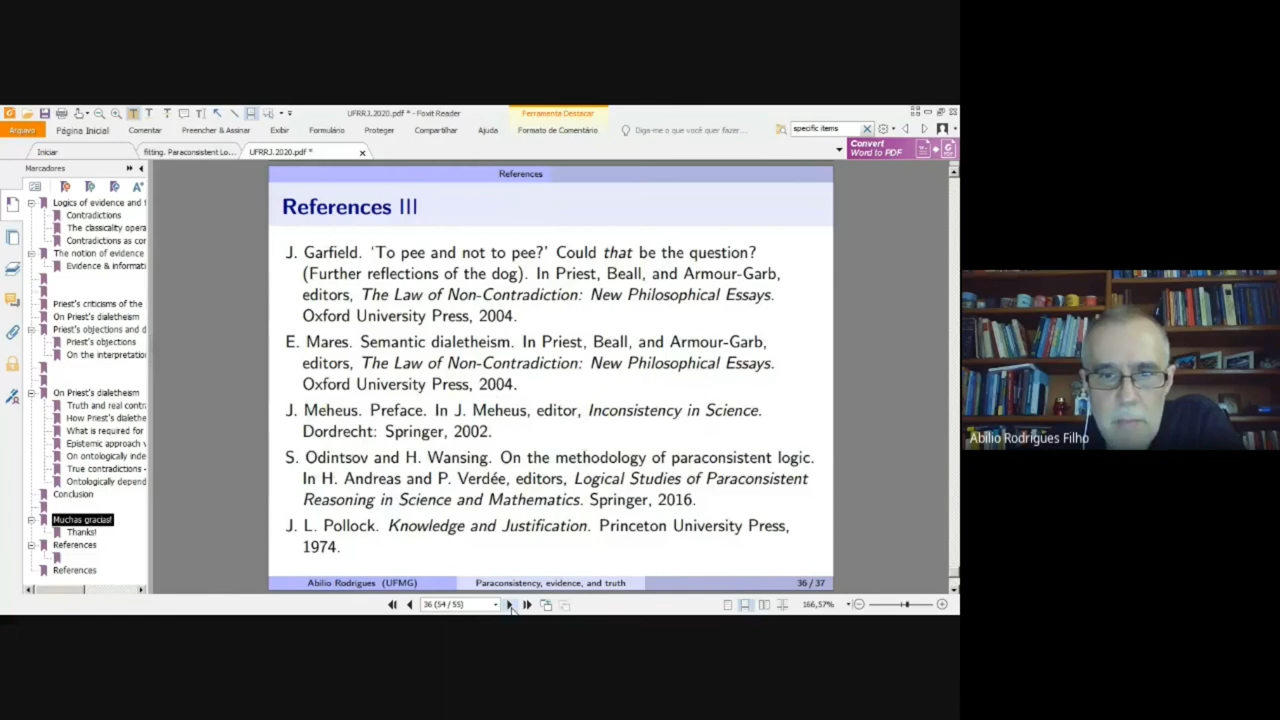 UFRRJ.2020.pdf * - Foxit Reader
Ferramenta Destacar
Arquivo Página Inicial Comentar Preencher & Assinar Exibir Formulário Proteger Compartilhar Ajuda Formato de Comentário Diga-me o que você quer fazer... specific items
Iniciar fitting. Paraconsistent Lo... UFRRJ.2020.pdf *
Convert
Word to PDF
Marcadores
Logics of evidence and
Contradictions
The classicality opera
Contradictions as con
The notion of evidence
Evidence & informati
Priest's criticisms of the
On Priest's dialetheism
Priest's objections and d
Priest's objections
On the interpretatio
On Priest's dialetheism
Truth and real contr
How Priest's dialethe
What is required for
Epistemic approach v
On ontologically inde
True contradictions -
Ontologically depend
Conclusion
Muchas gracias!
Thanks!
References
References
References
References III
J. Garfield. ‘To pee and not to pee?’ Could that be the question?
(Further reflections of the dog). In Priest, Beall, and Armour-Garb,
editors, The Law of Non-Contradiction: New Philosophical Essays.
Oxford University Press, 2004.
E. Mares. Semantic dialetheism. In Priest, Beall, and Armour-Garb,
editors, The Law of Non-Contradiction: New Philosophical Essays.
Oxford University Press, 2004.
J. Meheus. Preface. In J. Meheus, editor, Inconsistency in Science.
Dordrecht: Springer, 2002.
S. Odintsov and H. Wansing. On the methodology of paraconsistent logic.
In H. Andreas and P. Verdée, editors, Logical Studies of Paraconsistent
Reasoning in Science and Mathematics. Springer, 2016.
J. L. Pollock. Knowledge and Justification. Princeton University Press,
1974.
Abilio Rodrigues (UFMG) Paraconsistency, evidence, and truth 36 / 37
36 (54 / 55) 166,57%
Abilio Rodrigues Filho